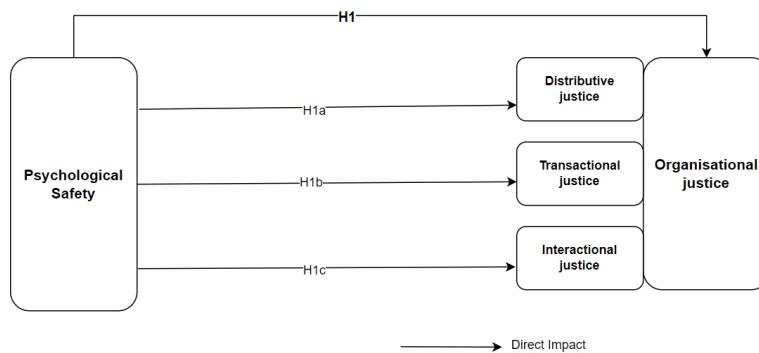 H1
Distributive
justice
H1a
Psychological
Safety
H1b
Transactional
justice
Organisational
justice
H1c
Interactional
justice
Direct Impact